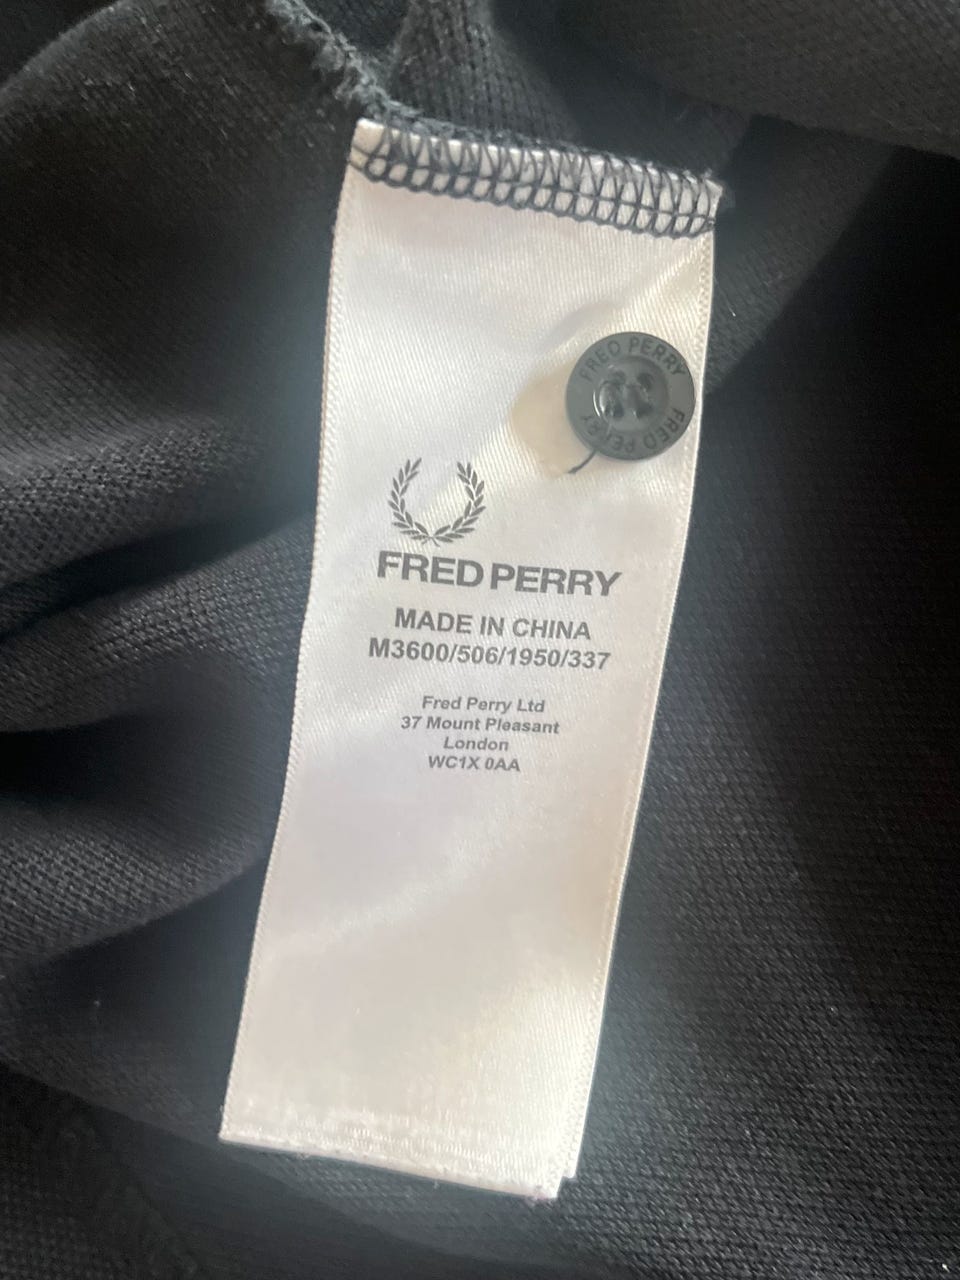 FRED PERRY
FRED PERRY
FRED PERRY
MADE IN CHINA
M3600/506/1950/337
Fred Perry Ltd
37 Mount Pleasant
London
WC1X 0AA